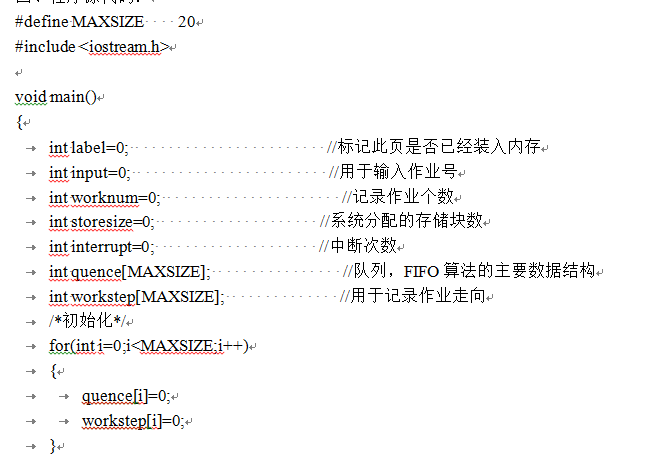 #define MAXSIZE 20
#include <iostream.h>
void main()
{
int label=0; //标记此页是否已经装入内存
int input=0; //用于输入作业号
int worknum=0; //记录作业个数
int storesize=0; //系统分配的存储块数
int interrupt=0; //中断次数
int quence[MAXSIZE]; //队列，FIFO 算法的主要数据结构
int workstep[MAXSIZE]; //用于记录作业走向
/*初始化*/
for(int i=0;i<MAXSIZE;i++)
{
quence[i]=0;
workstep[i]=0;
}